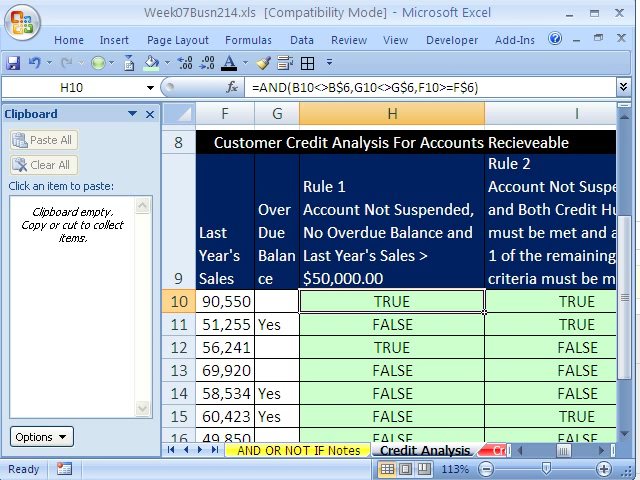 Week07Busn214.xls [Compatibility Mode] - Microsoft Excel
Home Insert Page Layout Formulas Data Review View Developer Add-Ins
H10 fx =AND(B10<>B$6,G10<>G$6,F10>=F$6)
Clipboard
Paste All
Clear All
Click an item to paste:
Clipboard empty.
Copy or cut to collect
items.
Options
F G H I
8 Customer Credit Analysis For Accounts Recieveable
9
Last
Year's
Sales
Over
Due
Balan
ce
Rule 1
Account Not Suspended,
No Overdue Balance and
Last Year's Sales >
$50,000.00
Rule 2
Account Not Suspe
and Both Credit Hu
must be met and a
1 of the remaining
criteria must be m
10 90,550 TRUE TRUE
11 51,255 Yes FALSE TRUE
12 56,241 TRUE FALSE
13 69,920 FALSE FALSE
14 58,534 Yes FALSE FALSE
15 60,423 Yes FALSE TRUE
16 49,850 FALSE FALSE
AND OR NOT IF Notes Credit Analysis Cr
Ready 113%